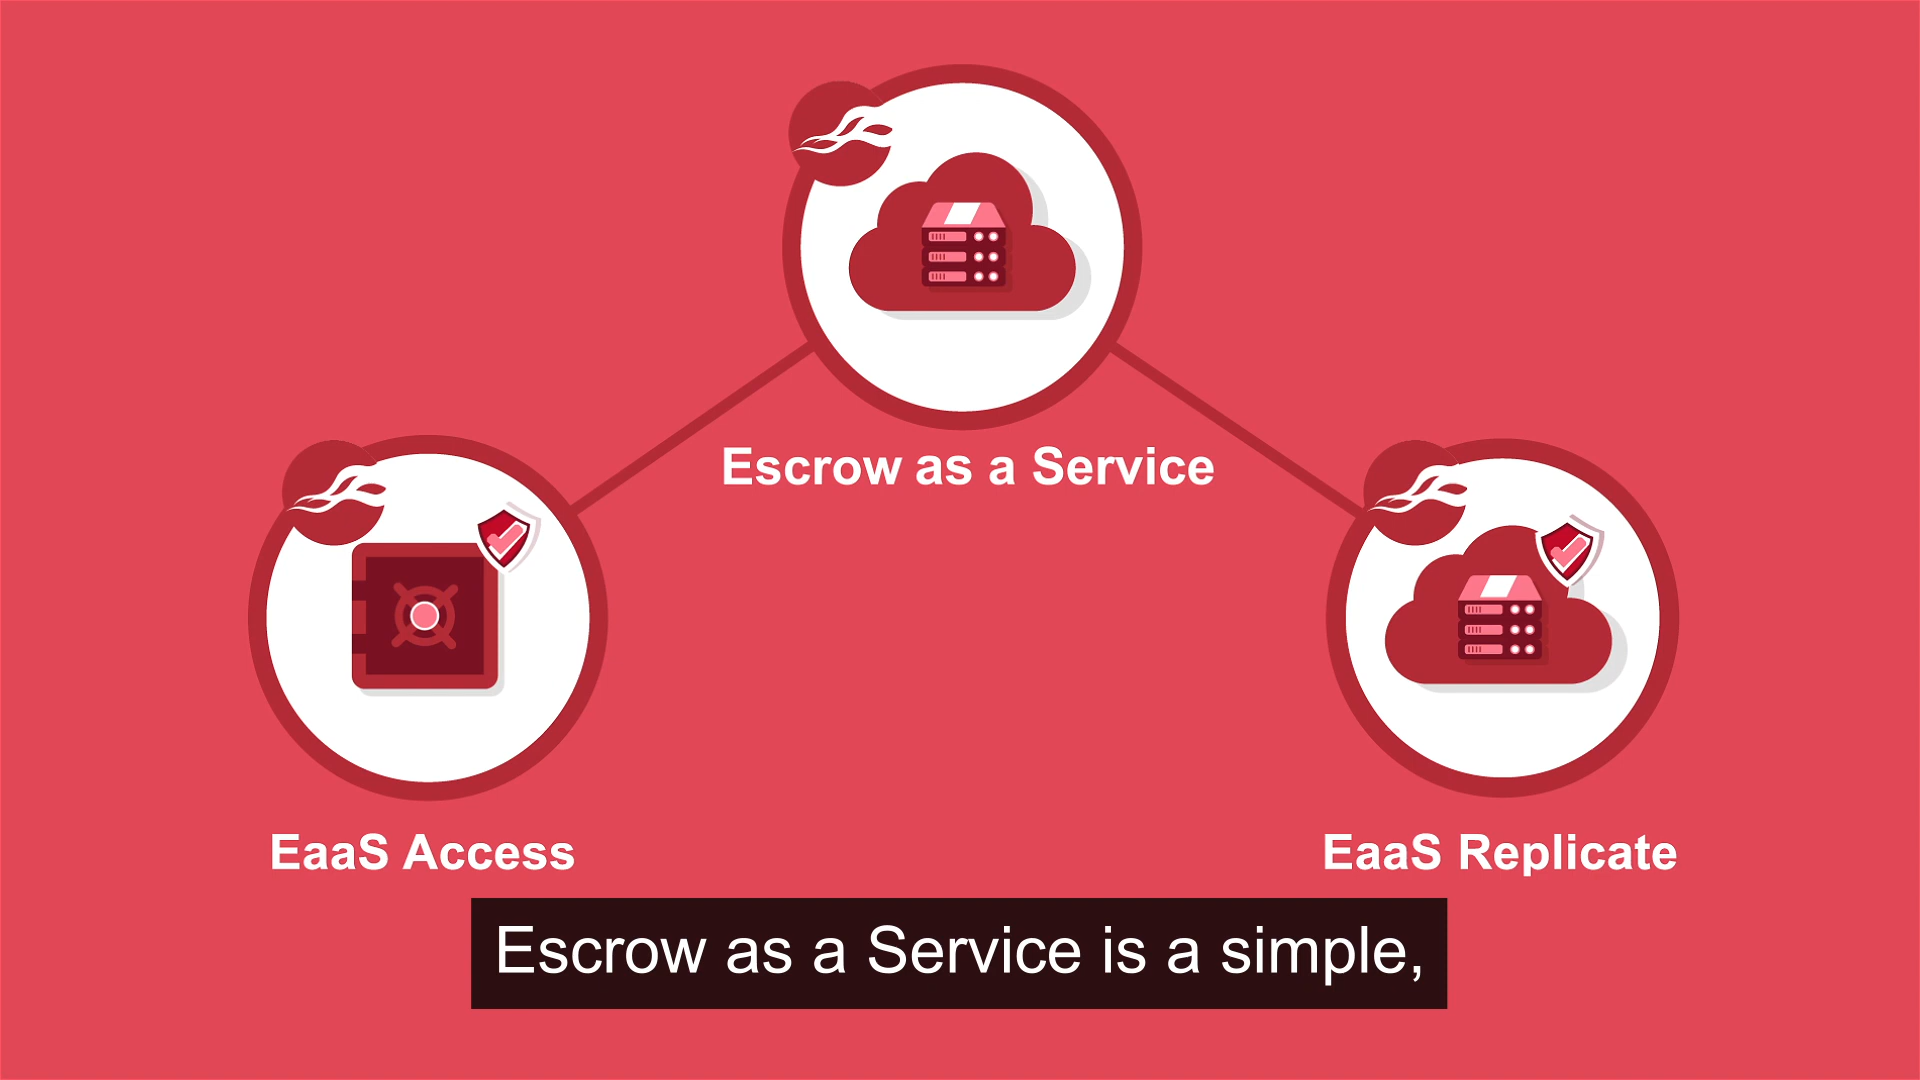 Escrow as a Service
EaaS Access
EaaS Replicate
Escrow as a Service is a simple,